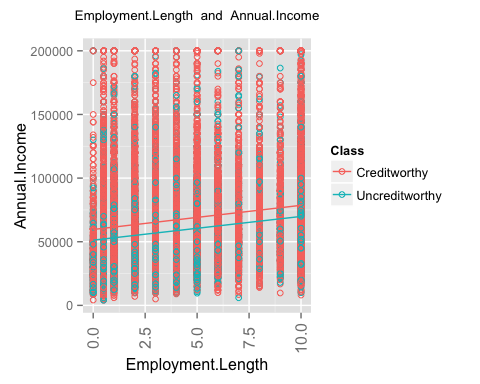 Employment.Length and Annual.Income
200000
150000
100000
50000
0
Annual.Income
0.0
2.5
5.0
7.5
10.0
Employment.Length
Class
Creditworthy
Uncreditworthy